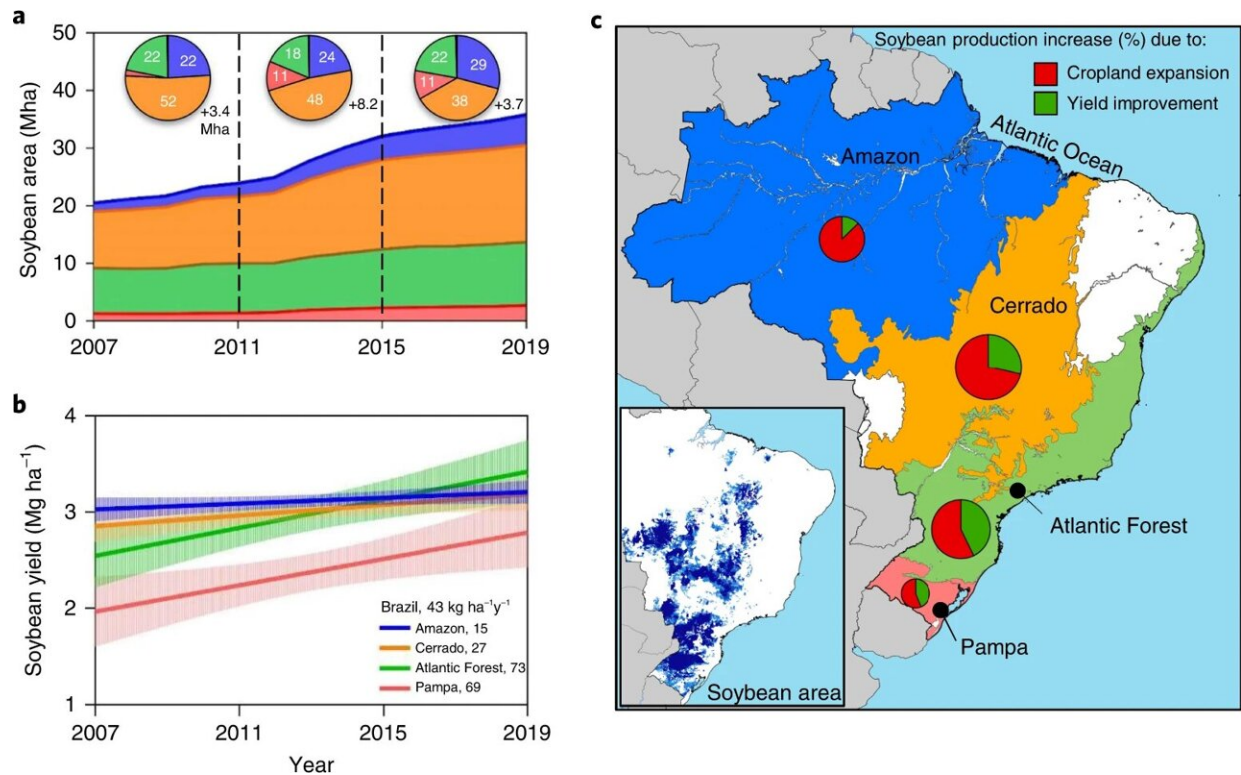 a
Soybean area (Mha)
50
40
30
20
10
0
22 22
52
+3.4
Mha
18 24
11
48
+8.2
22 29
11
38
+3.7
2007 2011 2015 2019
b
Soybean yield (Mg ha⁻¹)
4
3
2
1
Brazil, 43 kg ha⁻¹y⁻¹
Amazon, 15
Cerrado, 27
Atlantic Forest, 73
Pampa, 69
2007 2011 2015 2019
Year
c
Soybean production increase (%) due to:
Cropland expansion
Yield improvement
Atlantic Ocean
Amazon
Cerrado
Atlantic Forest
Pampa
Soybean area